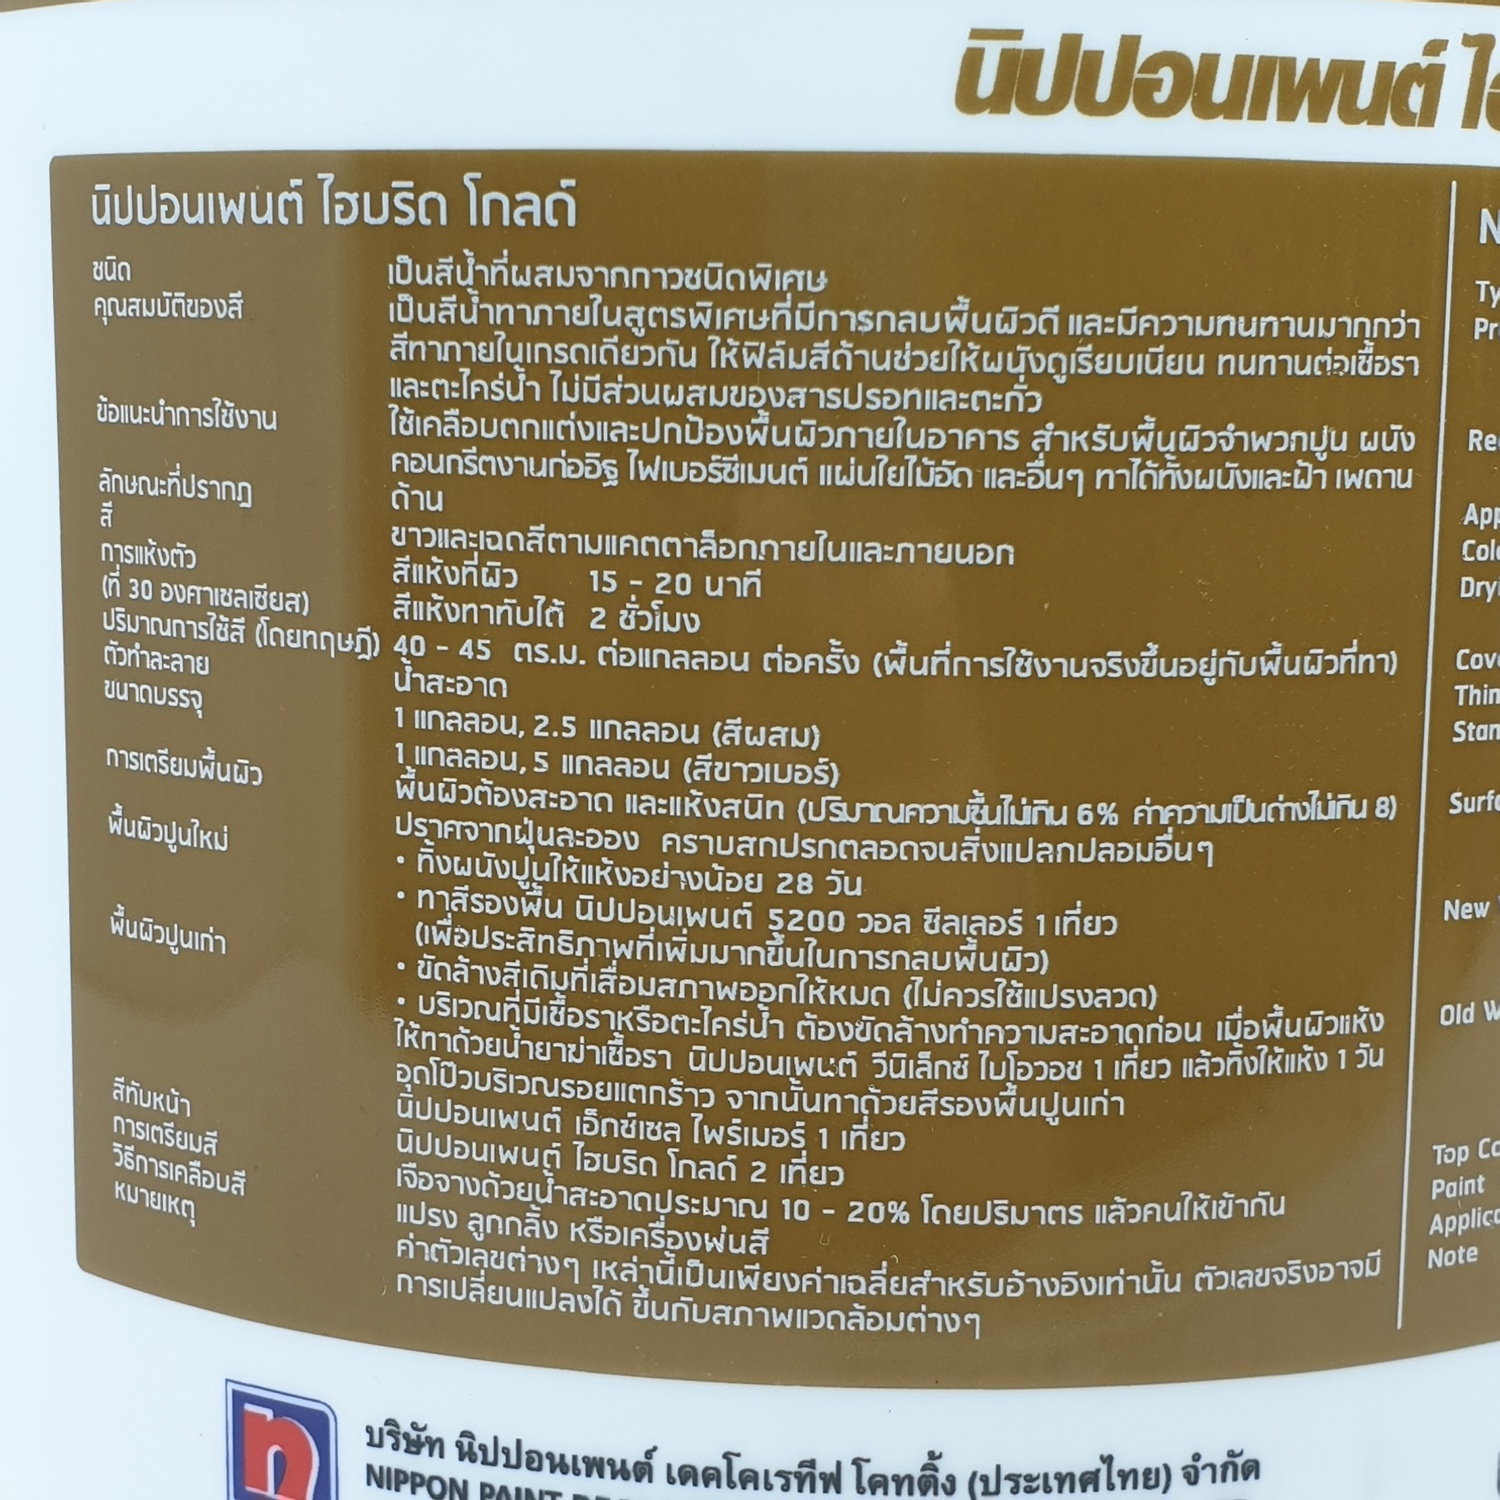 นิปปอนเพนต์
นิปปอนเพนต์ ไฮบริด โกลด์
ชนิด เป็นสีน้ำที่ผสมจากกาวชนิดพิเศษ
คุณสมบัติของสี เป็นสีน้ำทาภายในสูตรพิเศษที่มีการกลบพื้นผิวดี และมีความทนทานมากกว่า
สีทาภายในเกรดเดียวกัน ให้ฟิล์มสีด้านช่วยให้ผนังดูเรียบเนียน ทนทานต่อเชื้อรา
และตะไคร่น้ำ ไม่มีส่วนผสมของสารปรอทและตะกั่ว
ข้อแนะนำการใช้งาน ใช้เคลือบตกแต่งและปกป้องพื้นผิวภายในอาคาร สำหรับพื้นผิวจำพวกปูน ผนัง
คอนกรีตงานก่ออิฐ ไฟเบอร์ซีเมนต์ แผ่นใยไม้อัด และอื่นๆ ทาได้ทั้งผนังและฝ้า เพดาน
ลักษณะที่ปรากฏ ด้าน
สี ขาวและเฉดสีตามแคตตาล็อกภายในและภายนอก
การแห้งตัว สีแห้งที่ผิว 15 - 20 นาที
(ที่ 30 องศาเซลเซียส) สีแห้งทาทับได้ 2 ชั่วโมง
ปริมาณการใช้สี (โดยทฤษฎี) 40 - 45 ตร.ม. ต่อแกลลอน ต่อครั้ง (พื้นที่การใช้งานจริงขึ้นอยู่กับพื้นผิวที่ทา)
ตัวทำละลาย น้ำสะอาด
ขนาดบรรจุ 1 แกลลอน, 2.5 แกลลอน (สีผสม)
1 แกลลอน, 5 แกลลอน (สีขาวเบอร์)
การเตรียมพื้นผิว พื้นผิวต้องสะอาด และแห้งสนิท (ปริมาณความชื้นไม่เกิน 6% ค่าความเป็นด่างไม่เกิน 8)
ปราศจากฝุ่นละออง คราบสกปรกตลอดจนสิ่งแปลกปลอมอื่นๆ
พื้นผิวปูนใหม่ • ทิ้งผนังปูนให้แห้งอย่างน้อย 28 วัน
• ทาสีรองพื้น นิปปอนเพนต์ 5200 วอล ซีลเลอร์ 1 เที่ยว
(เพื่อประสิทธิภาพที่เพิ่มมากขึ้นในการกลบพื้นผิว)
พื้นผิวปูนเก่า • ขัดล้างสีเดิมที่เสื่อมสภาพออกให้หมด (ไม่ควรใช้แปรงลวด)
• บริเวณที่มีเชื้อราหรือตะไคร่น้ำ ต้องขัดล้างทำความสะอาดก่อน เมื่อพื้นผิวแห้ง
ให้ทาด้วยน้ำยาฆ่าเชื้อรา นิปปอนเพนต์ วีนิเล็กซ์ ไบโอวอช 1 เที่ยว แล้วทิ้งให้แห้ง 1 วัน
อุดโป๊วบริเวณรอยแตกร้าว จากนั้นทาด้วยสีรองพื้นปูนเก่า
นิปปอนเพนต์ เอ็กซ์เซล ไพร์เมอร์ 1 เที่ยว
สีทับหน้า นิปปอนเพนต์ ไฮบริด โกลด์ 2 เที่ยว
การเตรียมสี เจือจางด้วยน้ำสะอาดประมาณ 10 - 20% โดยปริมาตร แล้วคนให้เข้ากัน
วิธีการเคลือบสี แปรง ลูกกลิ้ง หรือเครื่องพ่นสี
หมายเหตุ ค่าตัวเลขต่างๆ เหล่านี้เป็นเพียงค่าเฉลี่ยสำหรับอ้างอิงเท่านั้น ตัวเลขจริงอาจมี
การเปลี่ยนแปลงได้ ขึ้นกับสภาพแวดล้อมต่างๆ
New
Old
Top
Paint
Note
n
บริษัท นิปปอนเพนต์ เดคโคเรทีฟ โคทติ้ง (ประเทศไทย) จำกัด
NIPPON PAINT